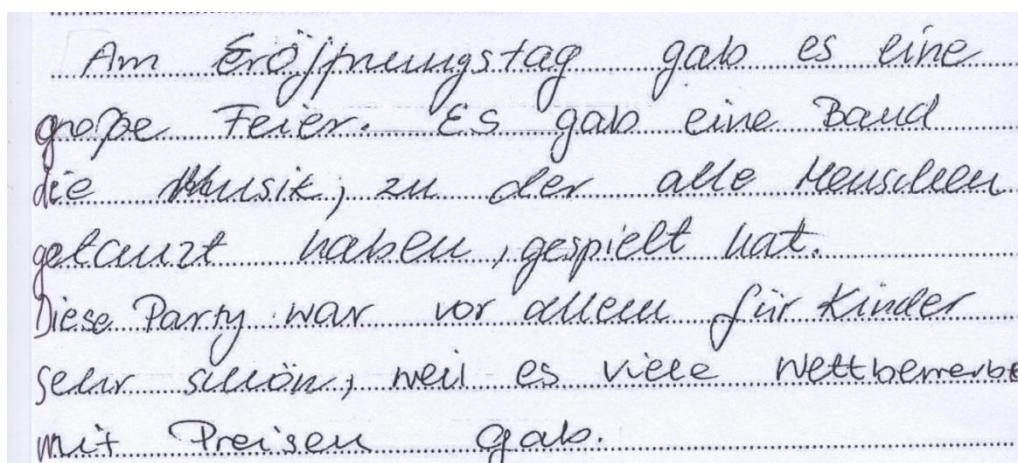 Am Eröffnungstag gab es eine
große Feier. Es gab eine Band
die Musik, zu der alle Menschen
getanzt haben, gespielt hat.
Diese Party war vor allem für Kinder
sehr schön, weil es viele Wettbewerbe
mit Preisen gab.